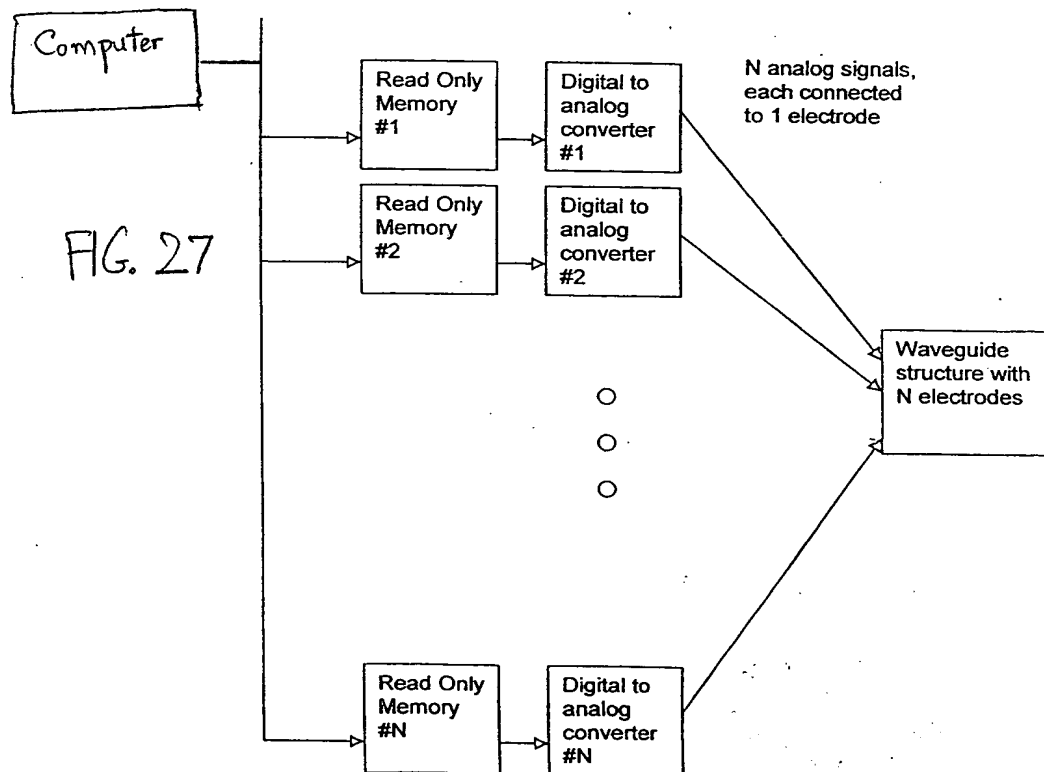 Computer
Read Only
Memory
#1
Digital to
analog
converter
#1
N analog signals,
each connected
to 1 electrode
Read Only
Memory
#2
Digital to
analog
converter
#2
FIG. 27
Waveguide
structure with
N electrodes
Read Only
Memory
#N
Digital to
analog
converter
#N